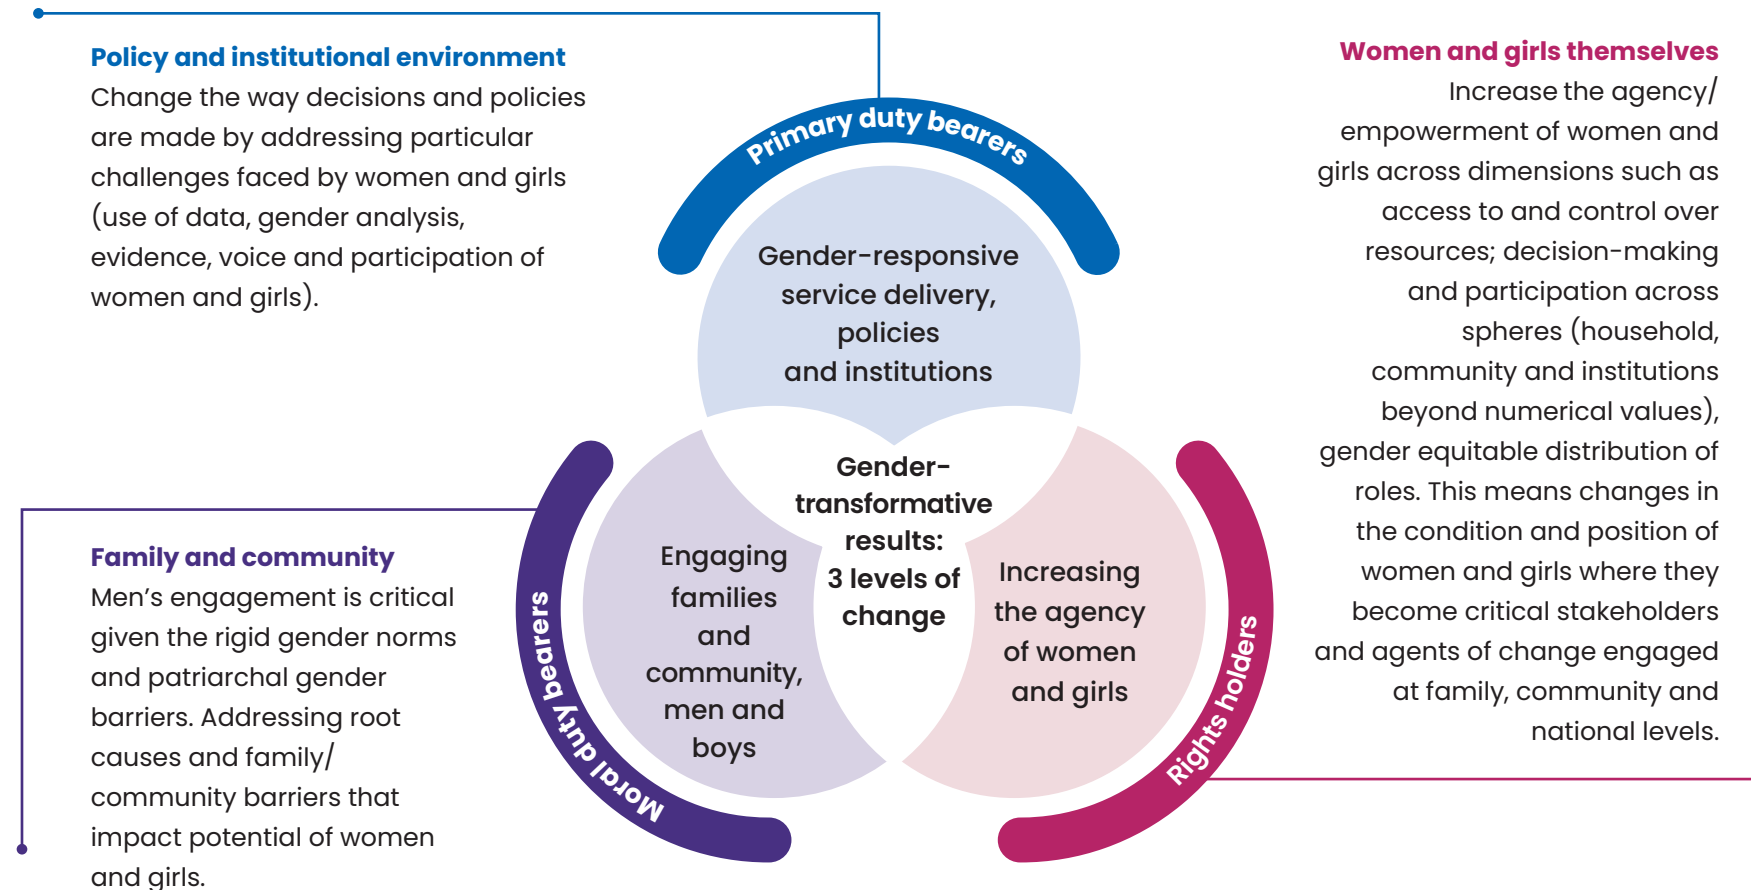 Policy and institutional environment
Change the way decisions and policies
are made by addressing particular
challenges faced by women and girls
(use of data, gender analysis,
evidence, voice and participation of
women and girls).
Primary duty bearers
Gender-responsive
service delivery,
policies
and institutions
Women and girls themselves
Increase the agency/
empowerment of women and
girls across dimensions such as
access to and control over
resources; decision-making
and participation across
spheres (household,
community and institutions
beyond numerical values),
gender equitable distribution of
roles. This means changes in
the condition and position of
women and girls where they
become critical stakeholders
and agents of change engaged
at family, community and
national levels.
Family and community
Men’s engagement is critical
given the rigid gender norms
and patriarchal gender
barriers. Addressing root
causes and family/
community barriers that
impact potential of women
and girls.
Moral duty bearers
Engaging
families
and
community,
men and
boys
Gender-
transformative
results:
3 levels of
change
Increasing
the agency
of women
and girls
Rights holders